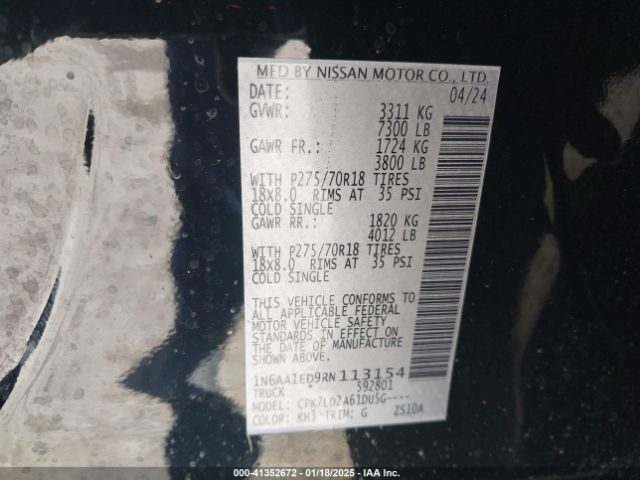 MFD BY NISSAN MOTOR CO., LTD.
DATE: 04/24
GVWR: 3311 KG
7300 LB
GAWR FR.: 1724 KG
3800 LB
WITH P275/70R18 TIRES
18x8.0 RIMS AT 35 PSI
COLD SINGLE
GAWR RR.: 1820 KG
4012 LB
WITH P275/70R18 TIRES
18x8.0 RIMS AT 35 PSI
COLD SINGLE
THIS VEHICLE CONFORMS TO
ALL APPLICABLE FEDERAL
MOTOR VEHICLE SAFETY
STANDARDS IN EFFECT ON
THE DATE OF MANUFACTURE
SHOWN ABOVE.
1N6AA1ED9RN113154
TRUCK 592801
MODEL: CPK7LD2A61DU5G----
COLOR: KH3 TRIM: G ZS10A
000-41352672 - 01/18/2025 - IAA Inc.